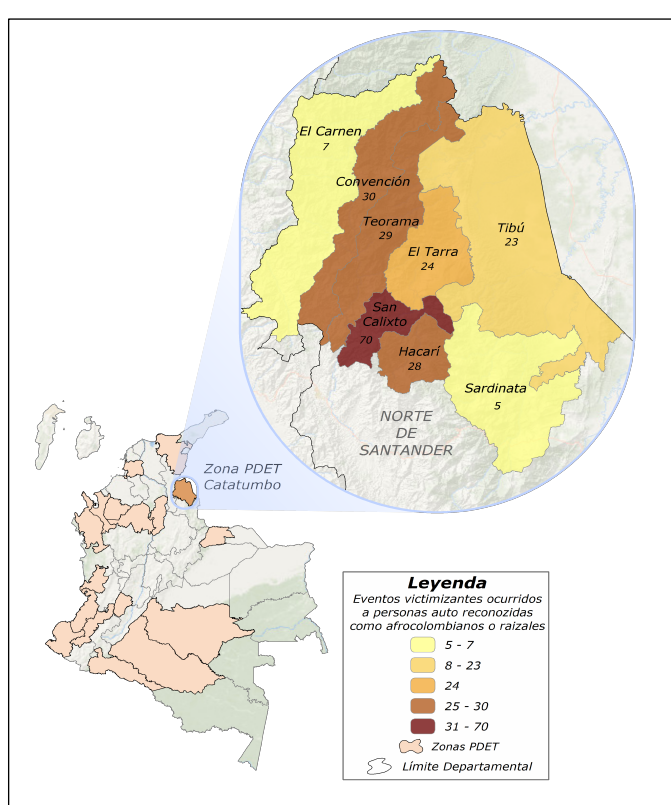 El Carnen
7
Convención
30
Teorama
29
Tibú
23
El Tarra
24
San
Calixto
70
Hacarí
28
Sardinata
5
NORTE
DE
SANTANDER
Zona PDET
Catatumbo
Leyenda
Eventos victimizantes ocurridos
a personas auto reconozidas
como afrocolombianos o raizales
5 - 7
8 - 23
24
25 - 30
31 - 70
Zonas PDET
Límite Departamental